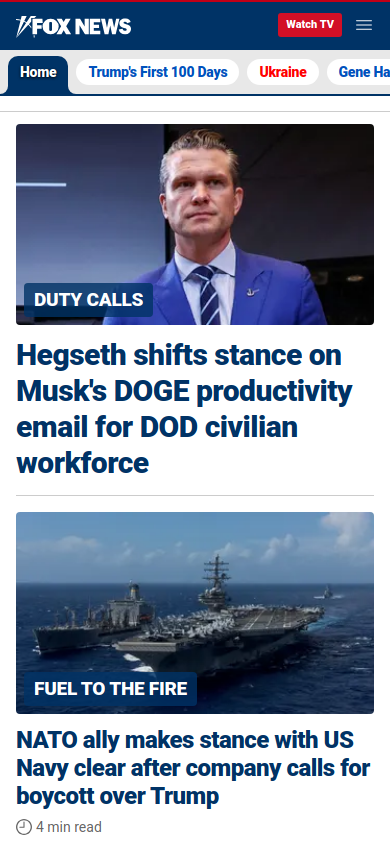 FOX NEWS
Watch TV
Home
Trump's First 100 Days
Ukraine
Gene Ha
DUTY CALLS
Hegseth shifts stance on
Musk's DOGE productivity
email for DOD civilian
workforce
FUEL TO THE FIRE
NATO ally makes stance with US
Navy clear after company calls for
boycott over Trump
4 min read